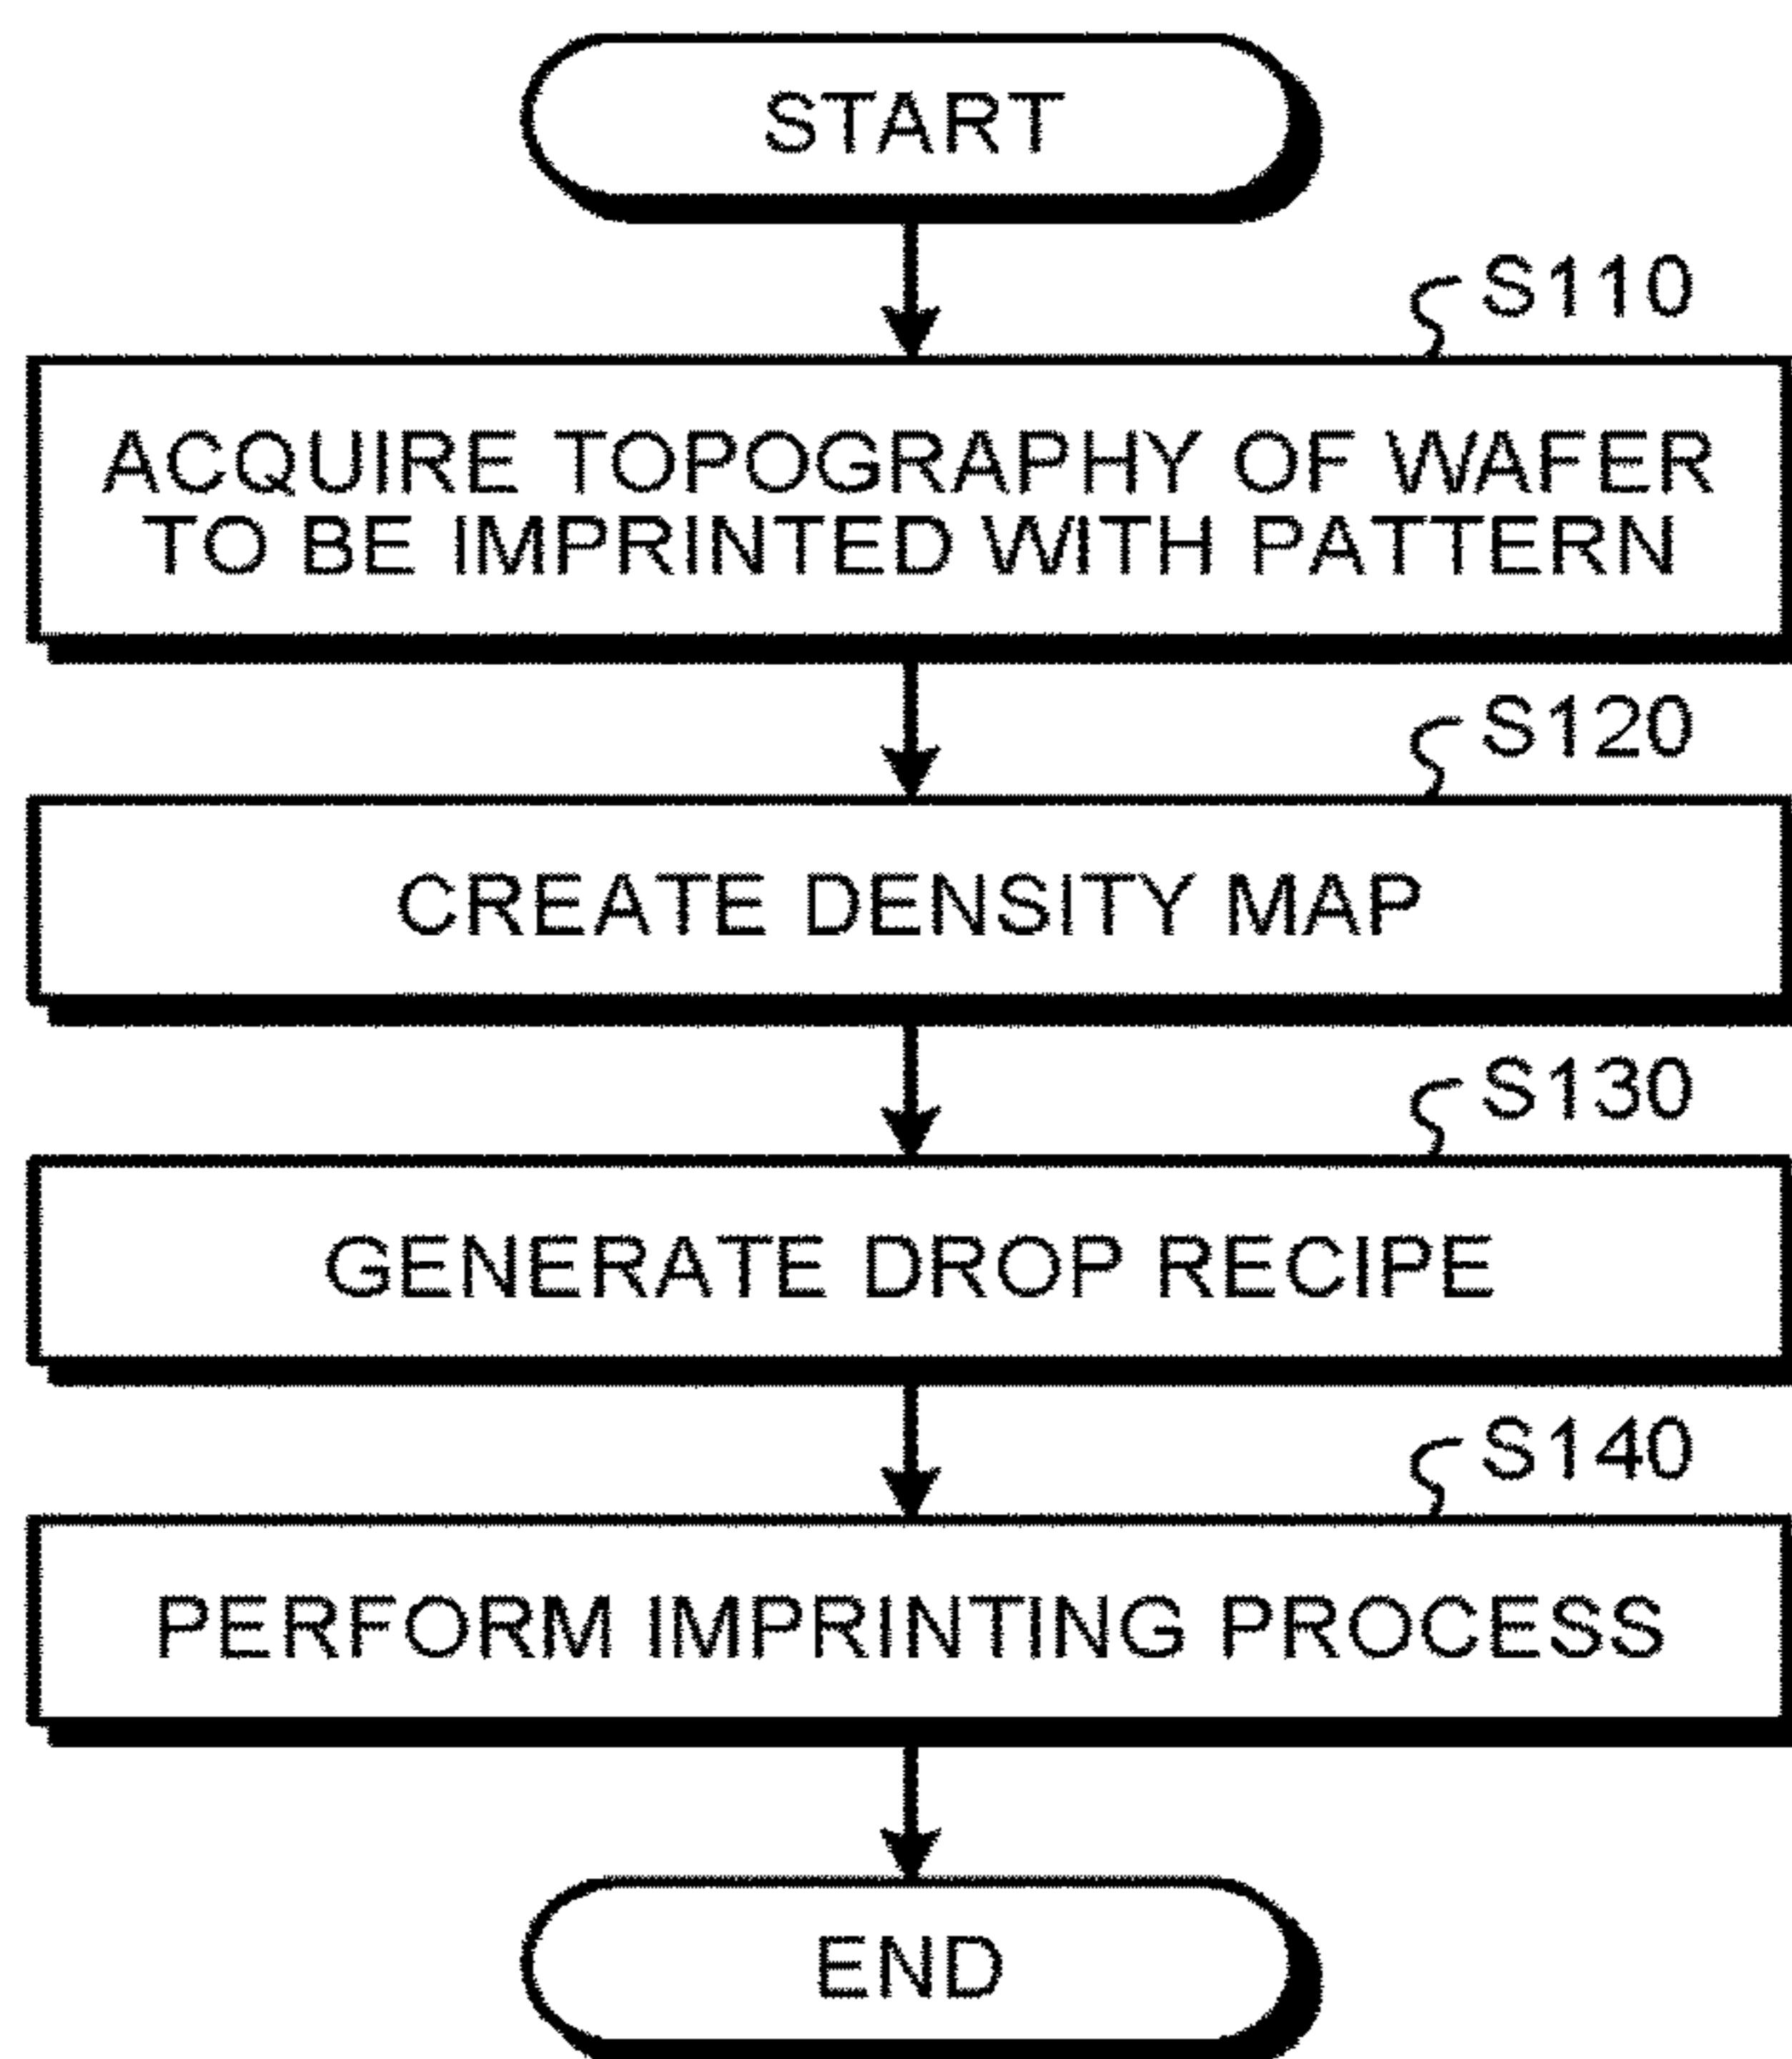 START
S110
ACQUIRE TOPOGRAPHY OF WAFER
TO BE IMPRINTED WITH PATTERN
S120
CREATE DENSITY MAP
S130
GENERATE DROP RECIPE
S140
PERFORM IMPRINTING PROCESS
END